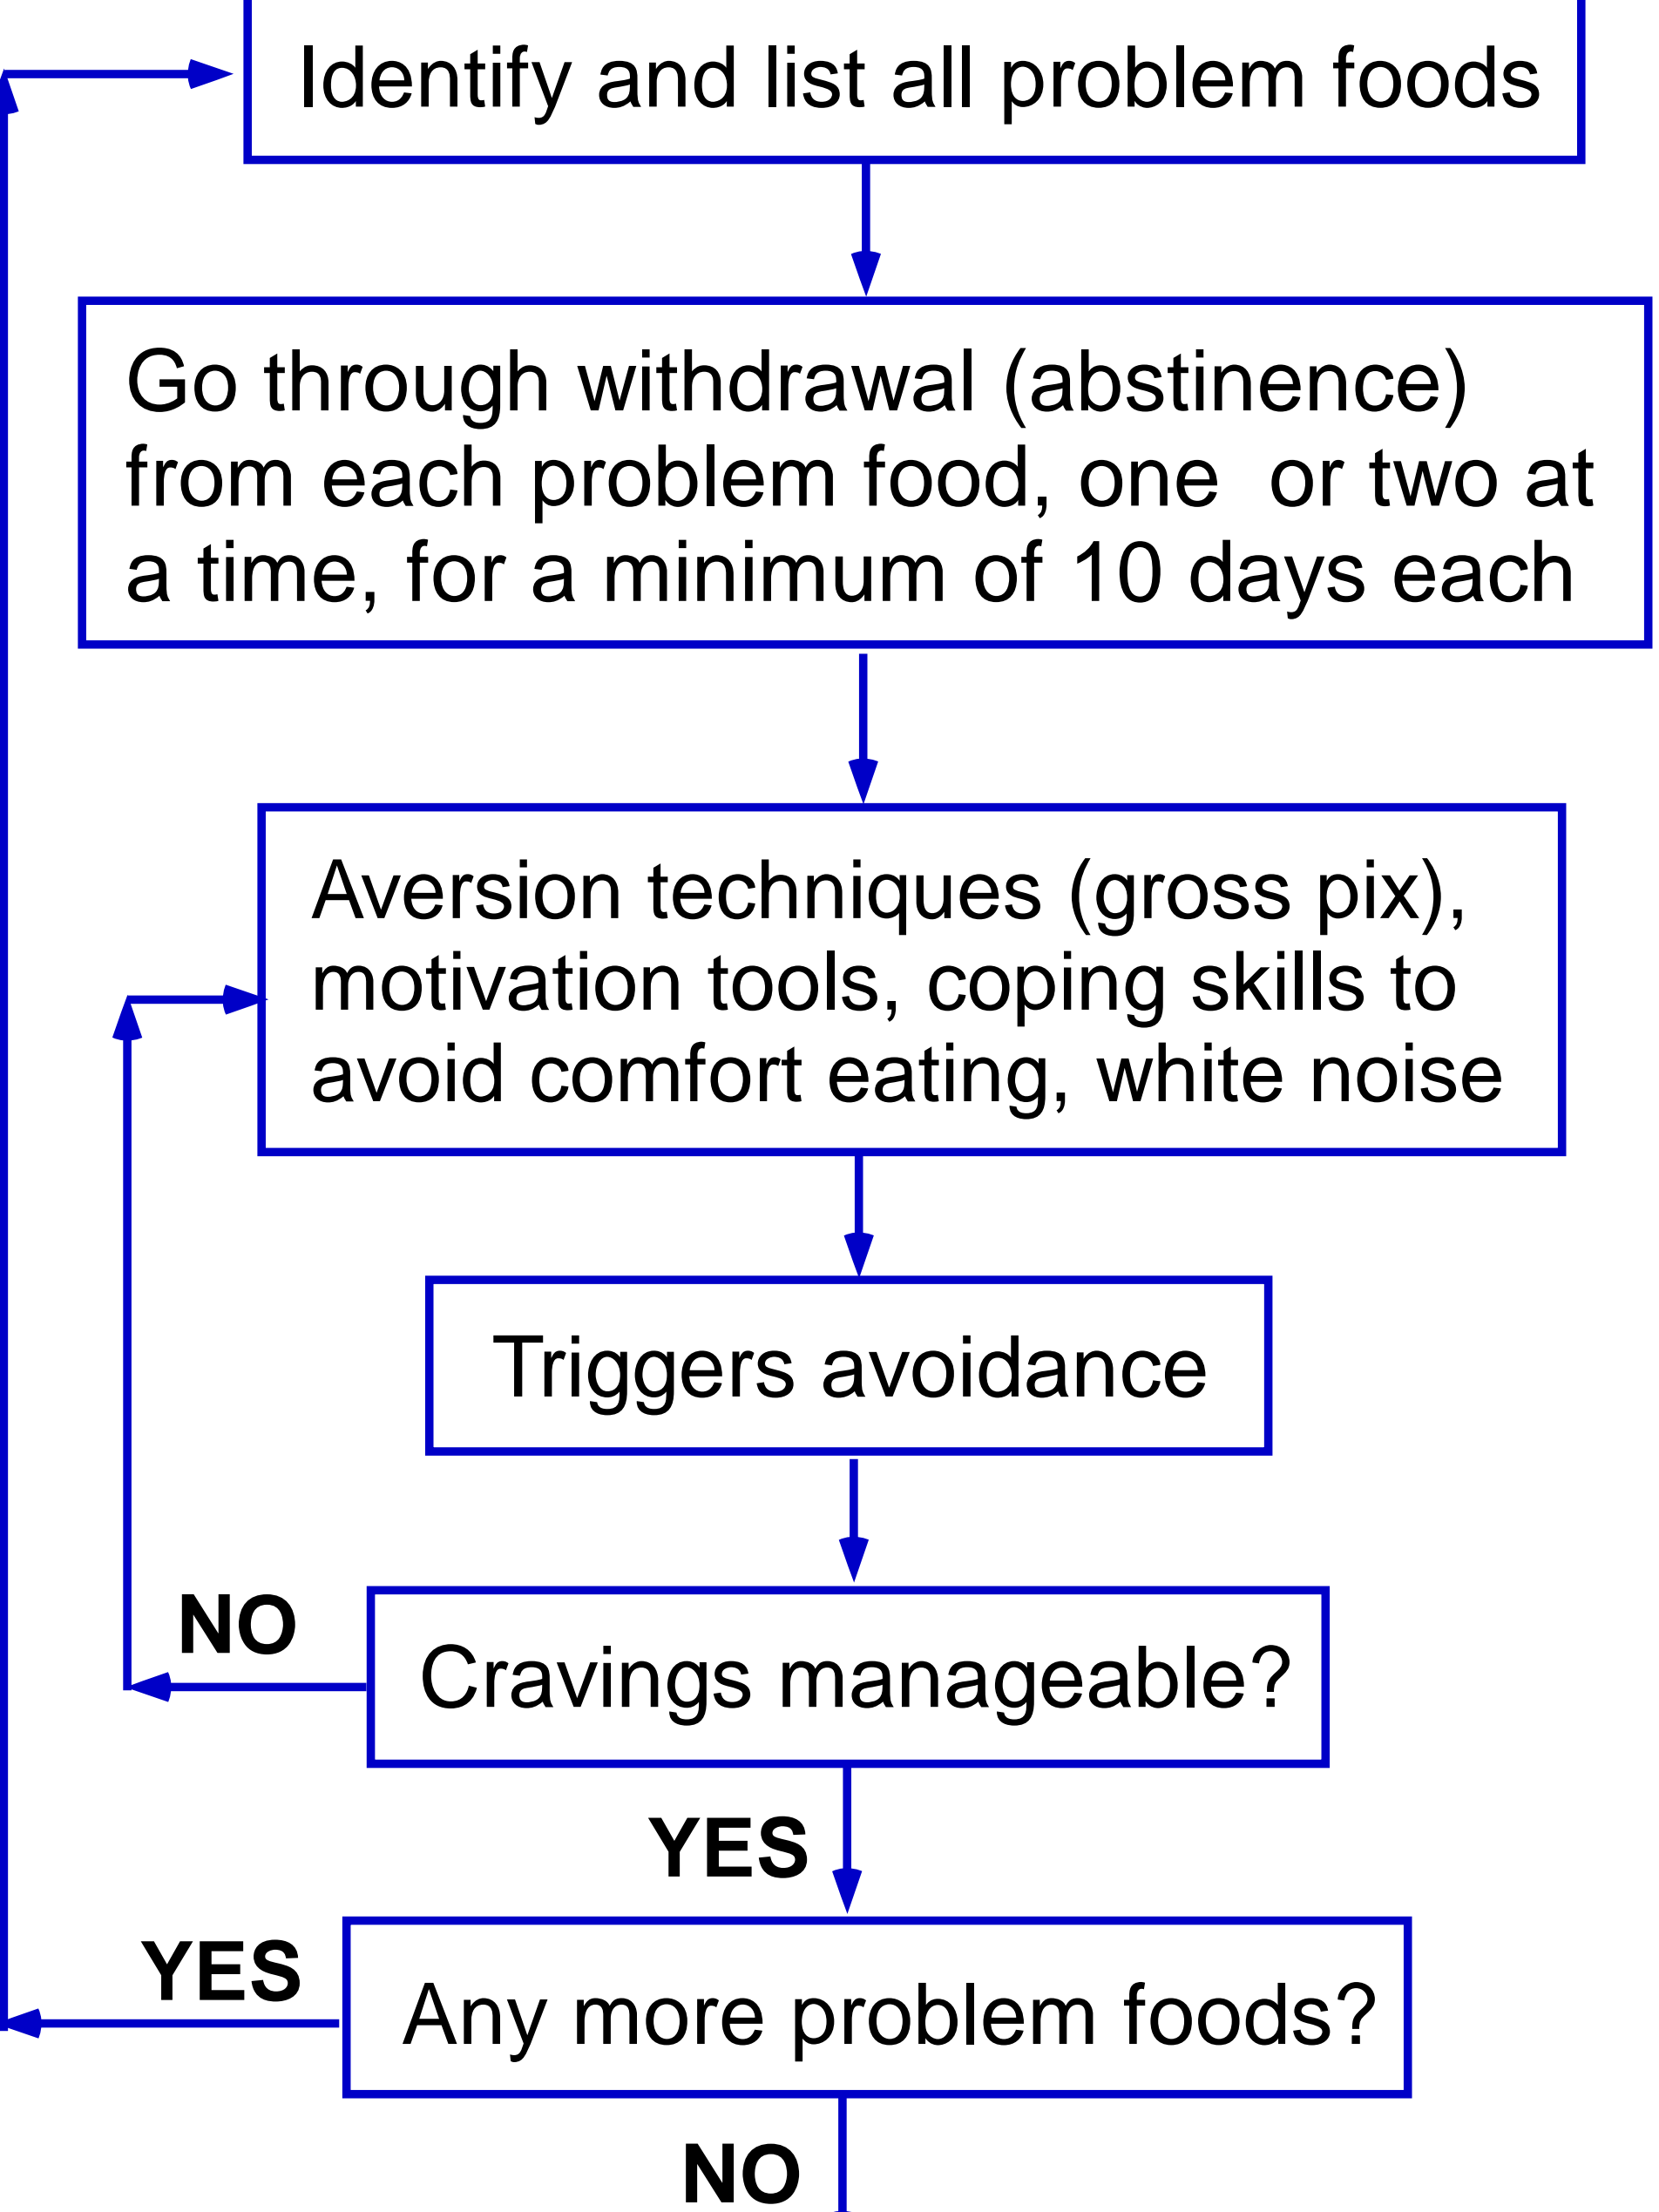 Identify and list all problem foods
Go through withdrawal (abstinence)
from each problem food, one  or two at
a time, for a minimum of 10 days each
Aversion techniques (gross pix),
motivation tools, coping skills to
avoid comfort eating, white noise
Triggers avoidance
NO
Cravings manageable?
YES
YES
Any more problem foods?
NO